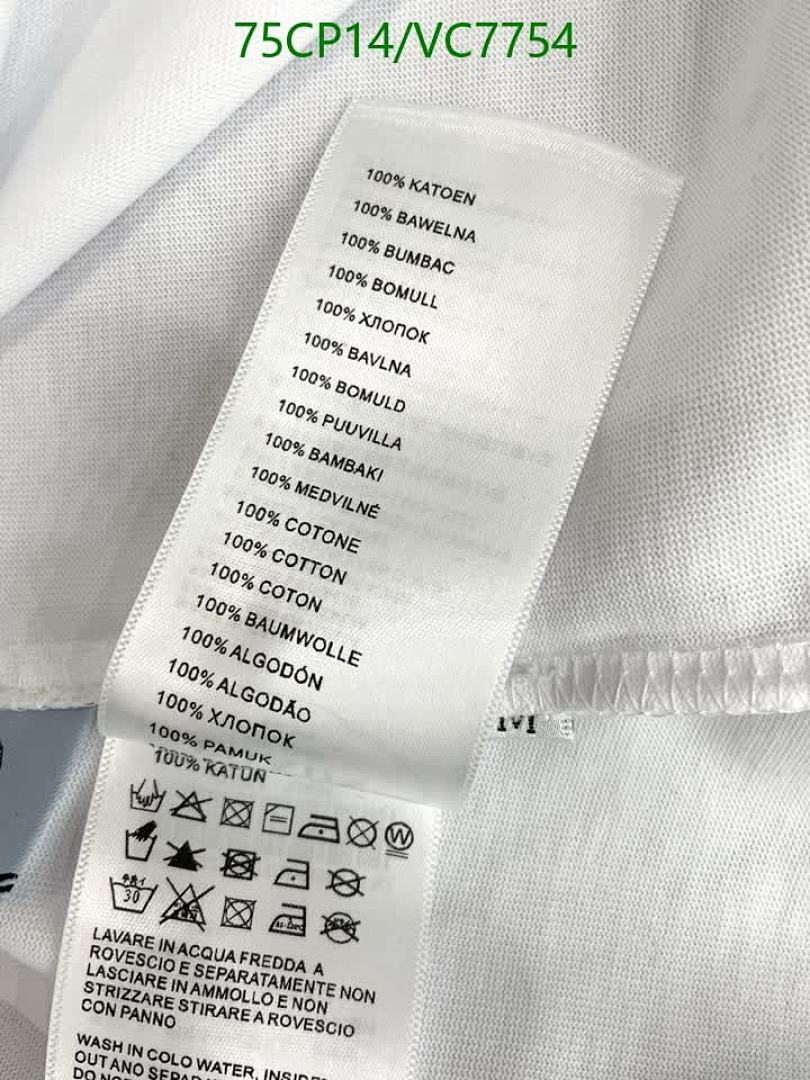 75CP14/VC7754
100% KATOEN
100% BAWELNA
100% BUMBAC
100% BOMULL
100% ХЛОПОК
100% BAVLNA
100% BOMULD
100% PUUVILLA
100% BAMBAKI
100% MEDVILNÉ
100% COTONE
100% COTTON
100% COTON
100% BAUMWOLLE
100% ALGODÓN
100% ALGODÃO
100% ХЛОПОК
100% PAMUK
100% KATUN
W
30
LAVARE IN ACQUA FREDDA A
ROVESCIO E SEPARATAMENTE NON
LASCIARE IN AMMOLLO E NON
STRIZZARE STIRARE A ROVESCIO
CON PANNO
WASH IN COLD WATER,
OUT AND